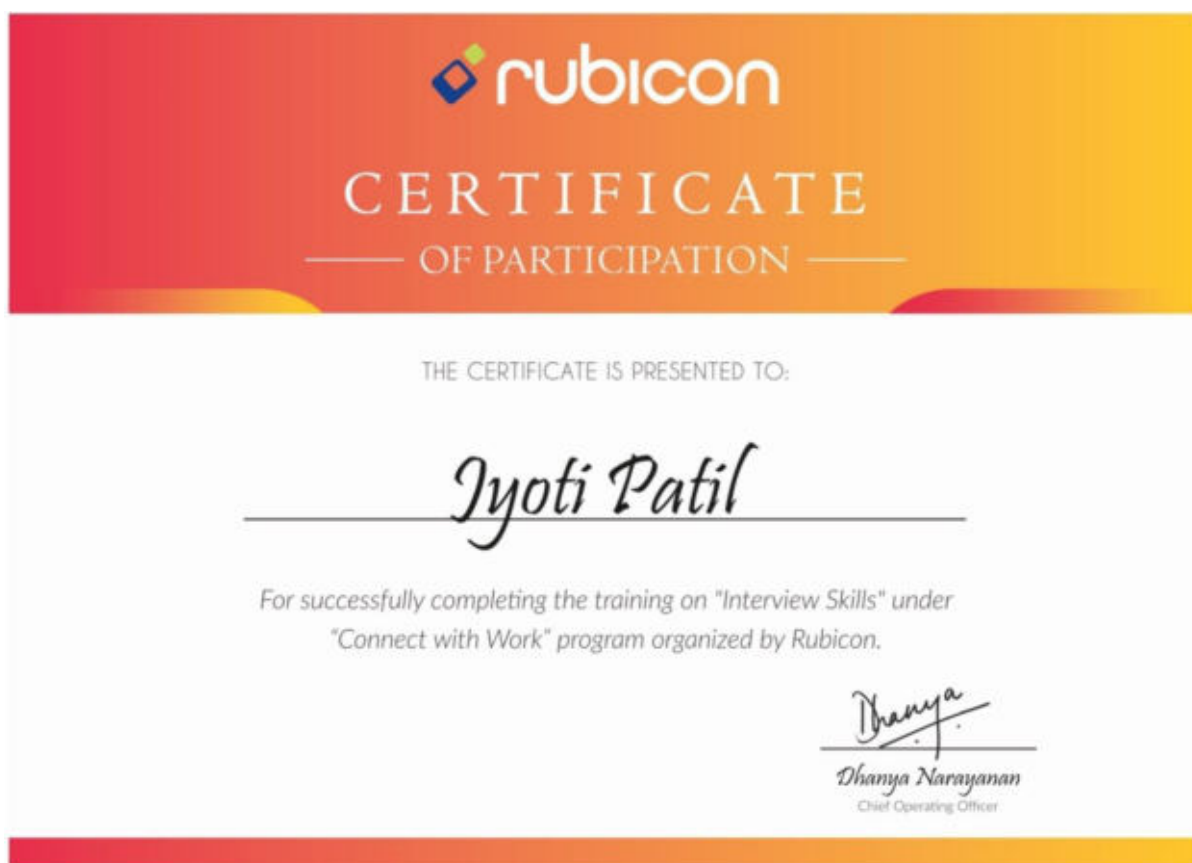 rubicon
CERTIFICATE
OF PARTICIPATION
THE CERTIFICATE IS PRESENTED TO:
Jyoti Patil
For successfully completing the training on "Interview Skills" under
"Connect with Work" program organized by Rubicon.
Dhanya
Dhanya Narayanan
Chief Operating Officer